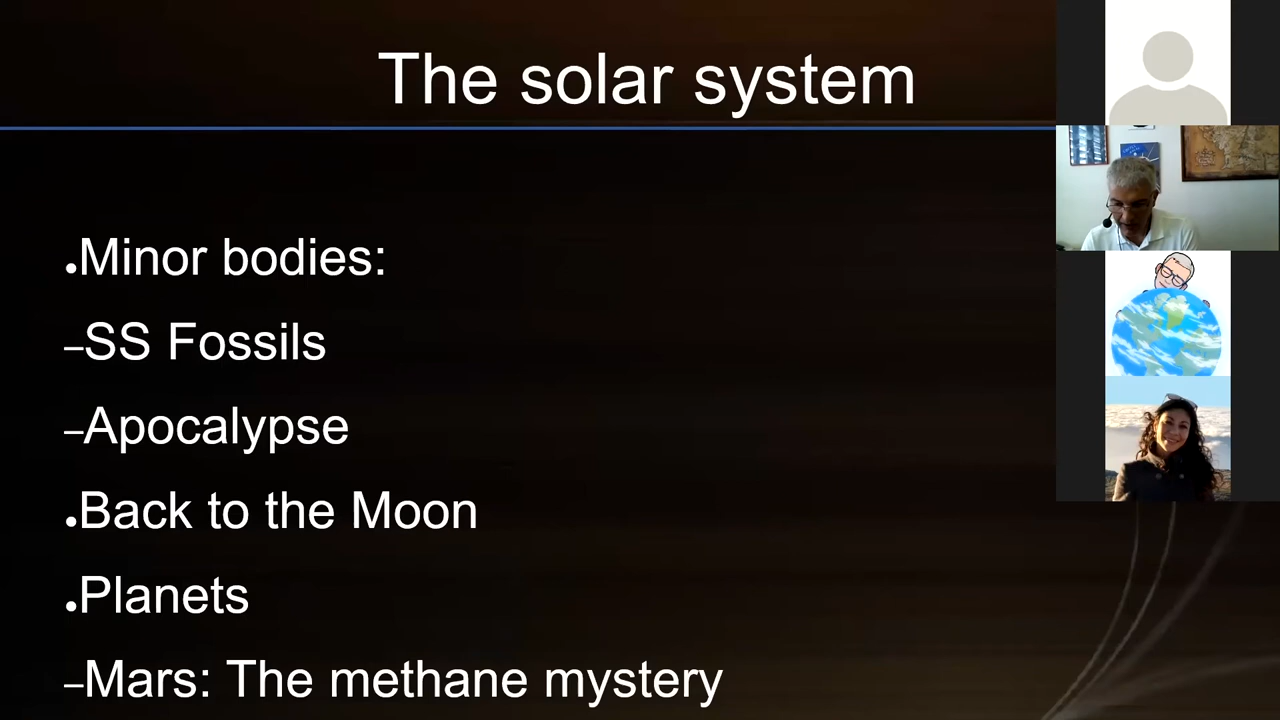 The solar system
•Minor bodies:
–SS Fossils
–Apocalypse
•Back to the Moon
•Planets
–Mars: The methane mystery